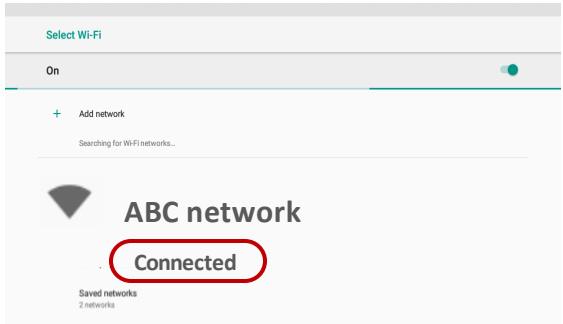 Select Wi-Fi
On
+ Add network
Searching for Wi-Fi networks...
ABC network
Connected
Saved networks
2 networks